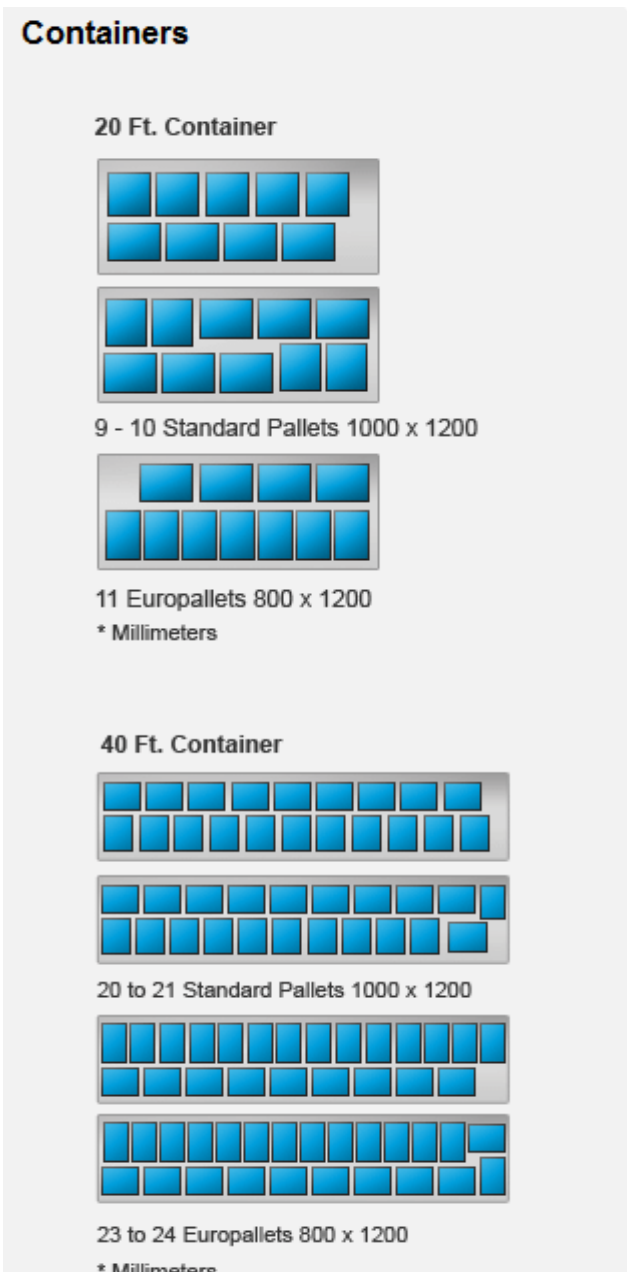 Containers
20 Ft. Container
9 - 10 Standard Pallets 1000 x 1200
11 Europallets 800 x 1200
* Millimeters
40 Ft. Container
20 to 21 Standard Pallets 1000 x 1200
23 to 24 Europallets 800 x 1200
* Millimeters